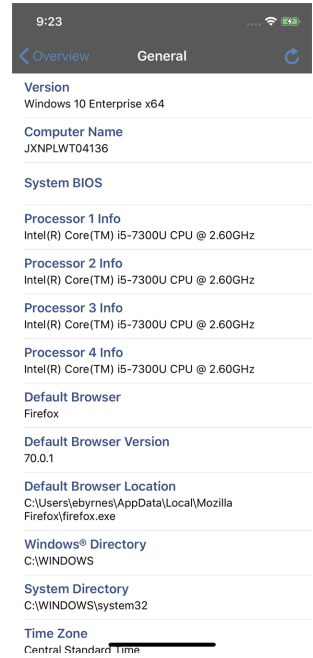 9:23
Overview
General
Version
Windows 10 Enterprise x64
Computer Name
JXNPLWT04136
System BIOS
Processor 1 Info
Intel(R) Core(TM) i5-7300U CPU @ 2.60GHz
Processor 2 Info
Intel(R) Core(TM) i5-7300U CPU @ 2.60GHz
Processor 3 Info
Intel(R) Core(TM) i5-7300U CPU @ 2.60GHz
Processor 4 Info
Intel(R) Core(TM) i5-7300U CPU @ 2.60GHz
Default Browser
Firefox
Default Browser Version
70.0.1
Default Browser Location
C:\Users\ebyrnes\AppData\Local\Mozilla
Firefox\firefox.exe
Windows® Directory
C:\WINDOWS
System Directory
C:\WINDOWS\system32
Time Zone
Central Standard Time